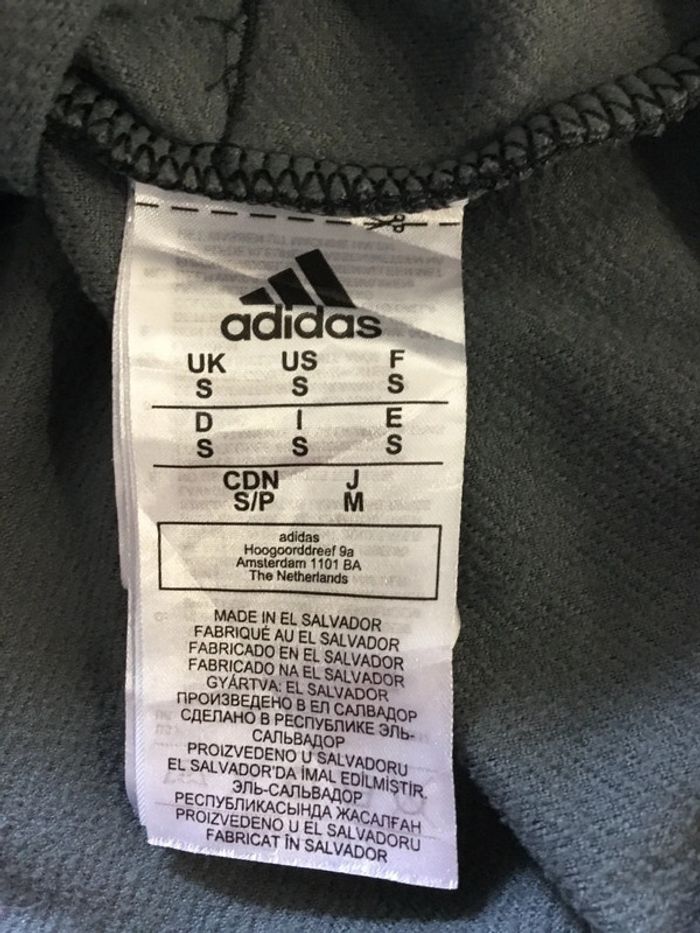 adidas
UK US F
S S S
D I E
S S S
CDN J
S/P M
adidas
Hoogoorddreef 9a
Amsterdam 1101 BA
The Netherlands
MADE IN EL SALVADOR
FABRIQUÉ AU EL SALVADOR
FABRICADO EN EL SALVADOR
FABRICADO NA EL SALVADOR
GYÁRTVA: EL SALVADOR
ПРОИЗВЕДЕНО В ЕЛ САЛВАДОР
СДЕЛАНО В РЕСПУБЛИКЕ ЭЛЬ-
САЛЬВАДОР
PROIZVEDENO U SALVADORU
EL SALVADOR'DA İMAL EDİLMİŞTİR.
ЭЛЬ-САЛЬВАДОР
РЕСПУБЛИКАСЫНДА ЖАСАЛҒАН
PROIZVEDENO U EL SALVADORU
FABRICAT ÎN SALVADOR